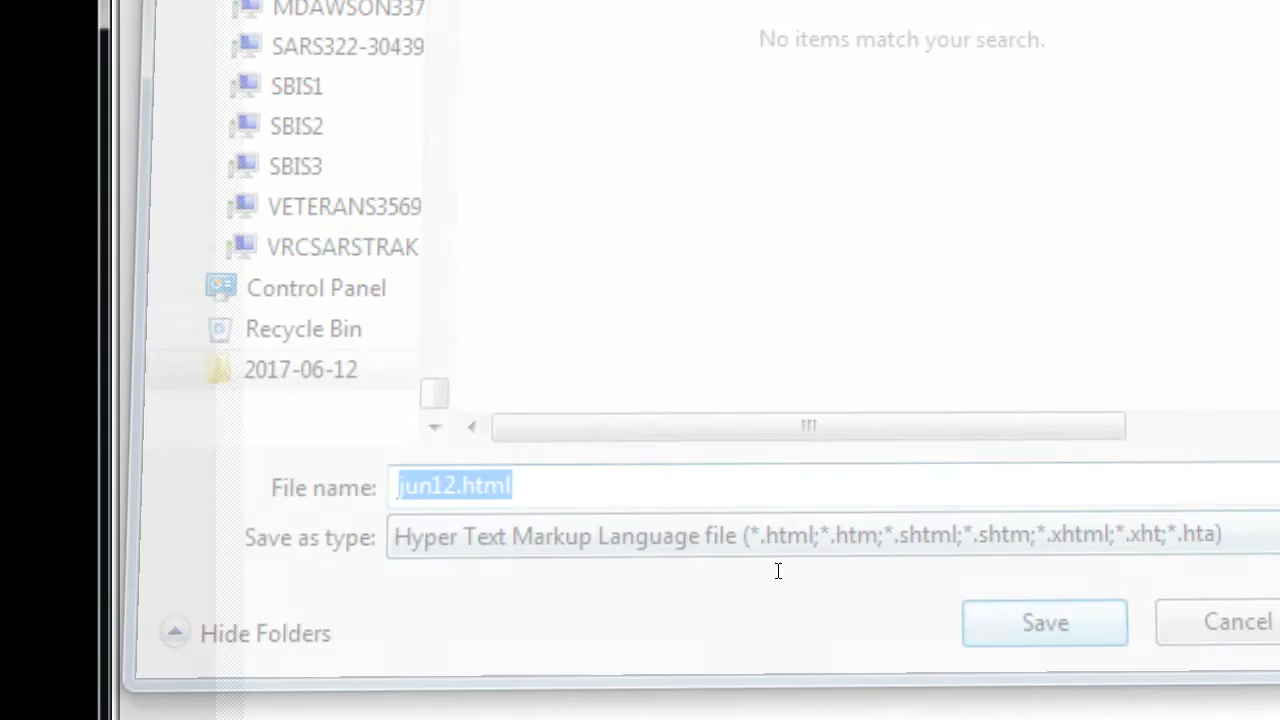 MDAWSON337
SARS322-30439
SBIS1
SBIS2
SBIS3
VETERANS3569
VRCSARSTRAK
Control Panel
Recycle Bin
2017-06-12
No items match your search.
File name: jun12.html
Save as type: Hyper Text Markup Language file (*.html;*.htm;*.shtml;*.shtm;*.xhtml;*.xht;*.hta)
Hide Folders
Save
Cancel